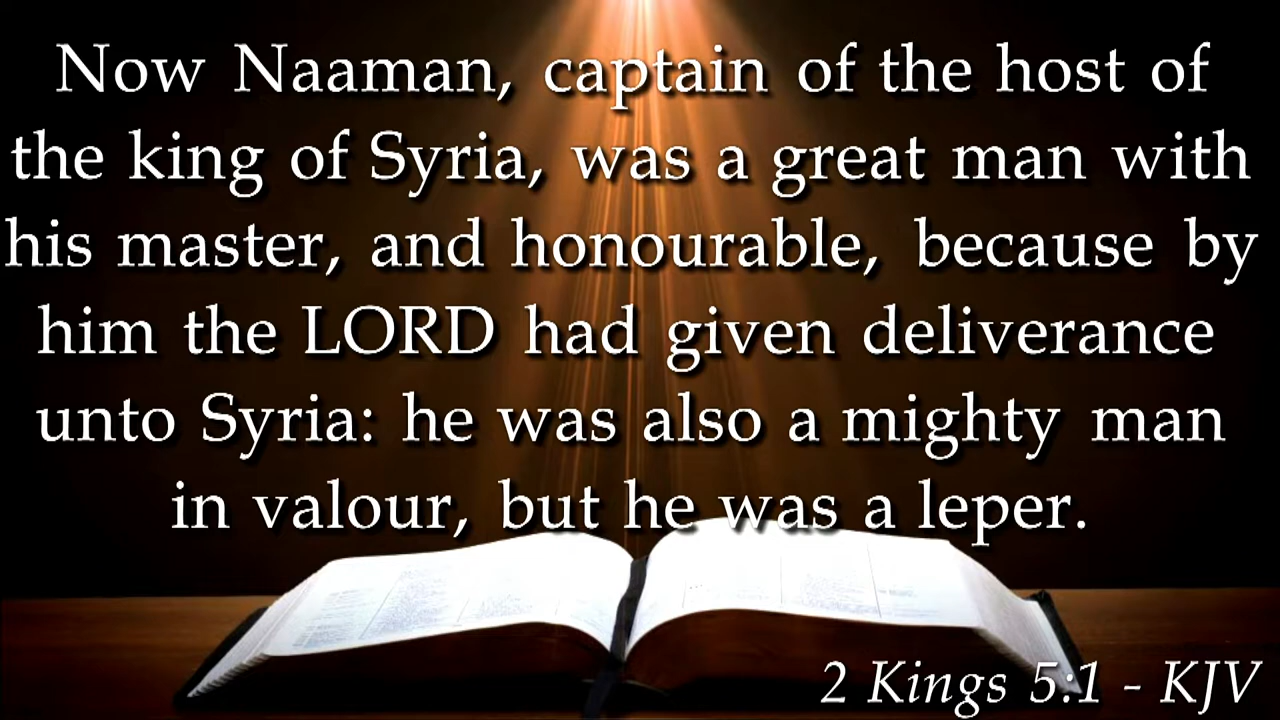 Now Naaman, captain of the host of
the king of Syria, was a great man with
his master, and honourable, because by
him the LORD had given deliverance
unto Syria: he was also a mighty man
in valour, but he was a leper.
2 Kings 5:1 - KJV